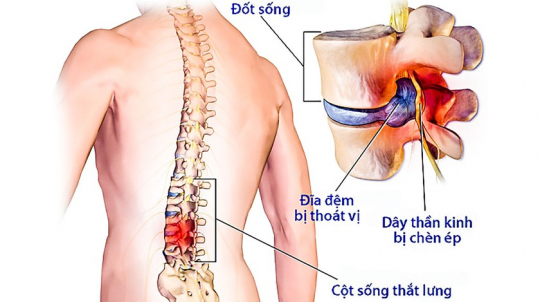 Đốt sống
Đĩa đệm
bị thoát vị
Dây thần kinh
bị chèn ép
Cột sống thắt lưng